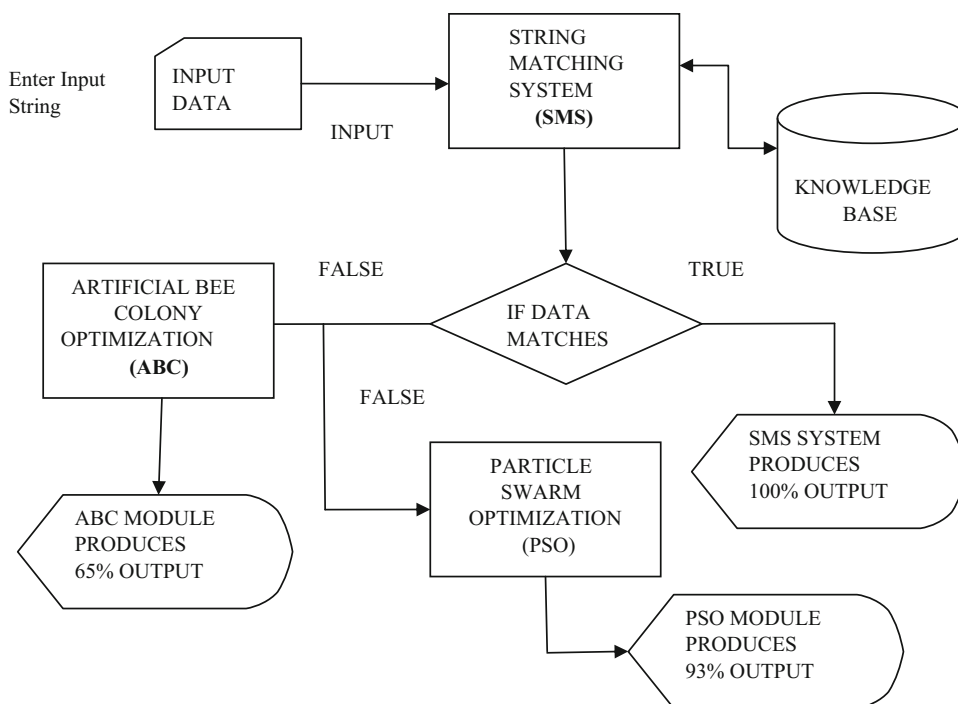 Enter Input
String
INPUT
DATA
INPUT
STRING
MATCHING
SYSTEM
(SMS)
KNOWLEDGE
BASE
FALSE
TRUE
IF DATA
MATCHES
ARTIFICIAL BEE
COLONY
OPTIMIZATION
(ABC)
FALSE
SMS SYSTEM
PRODUCES
100% OUTPUT
PARTICLE
SWARM
OPTIMIZATION
(PSO)
ABC MODULE
PRODUCES
65% OUTPUT
PSO MODULE
PRODUCES
93% OUTPUT